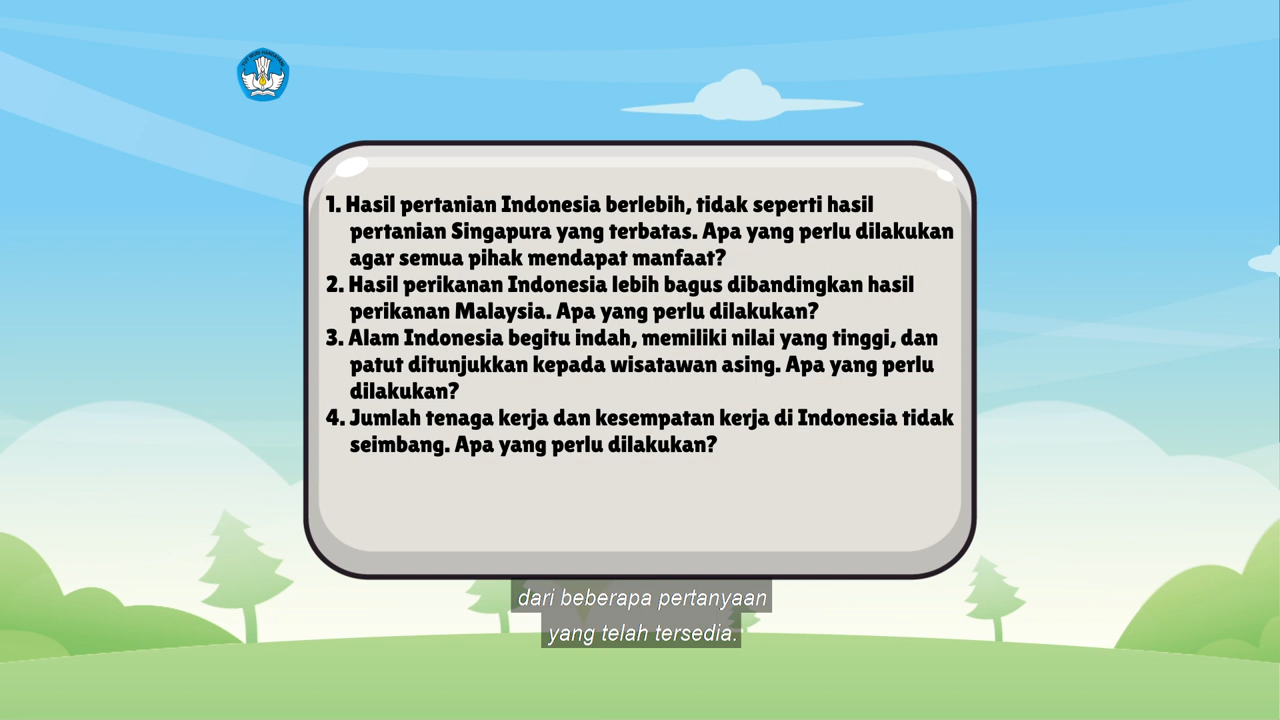 1. Hasil pertanian Indonesia berlebih, tidak seperti hasil
pertanian Singapura yang terbatas. Apa yang perlu dilakukan
agar semua pihak mendapat manfaat?
2. Hasil perikanan Indonesia lebih bagus dibandingkan hasil
perikanan Malaysia. Apa yang perlu dilakukan?
3. Alam Indonesia begitu indah, memiliki nilai yang tinggi, dan
patut ditunjukkan kepada wisatawan asing. Apa yang perlu
dilakukan?
4. Jumlah tenaga kerja dan kesempatan kerja di Indonesia tidak
seimbang. Apa yang perlu dilakukan?
dari beberapa pertanyaan
yang telah tersedia.